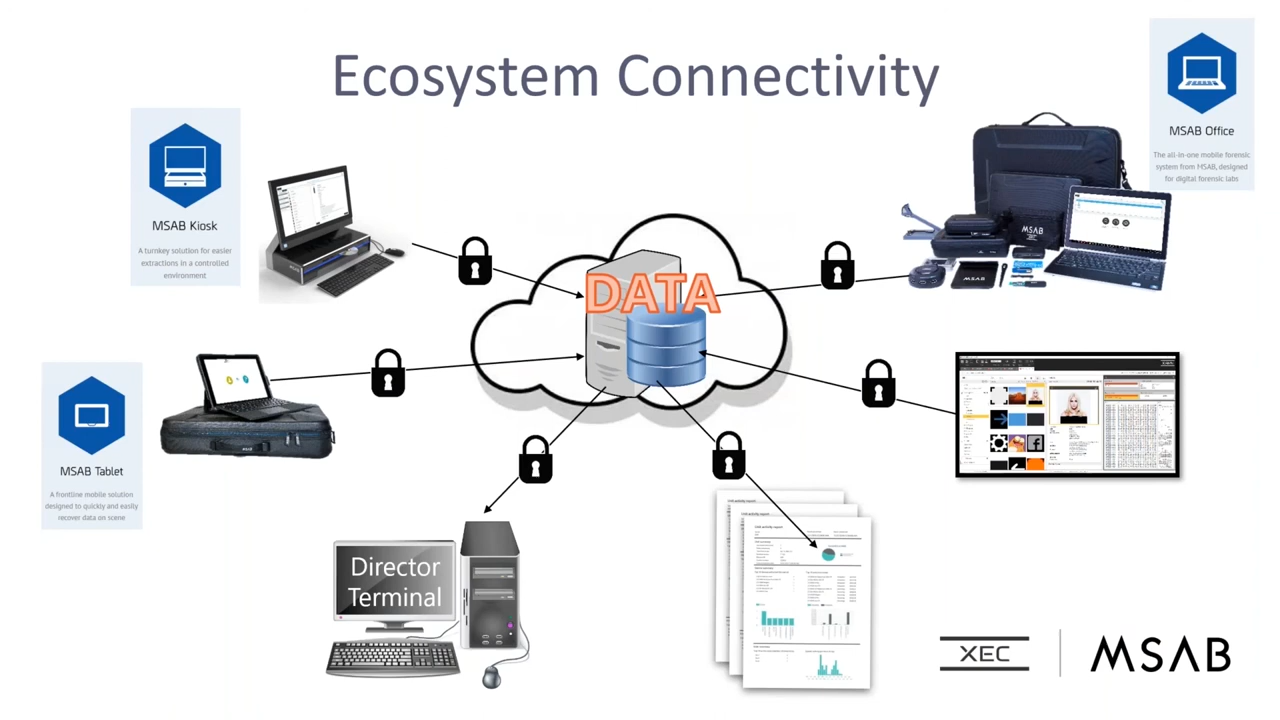 Ecosystem Connectivity
MSAB Office
The all-in-one mobile forensic
system from MSAB, designed
for digital forensic labs
MSAB Kiosk
A turnkey solution for easier
extractions in a controlled
environment
MSAB
MSAB
DATA
MSAB Tablet
A frontline mobile solution
designed to quickly and easily
recover data on scene
Director
Terminal
XEC
MSAB